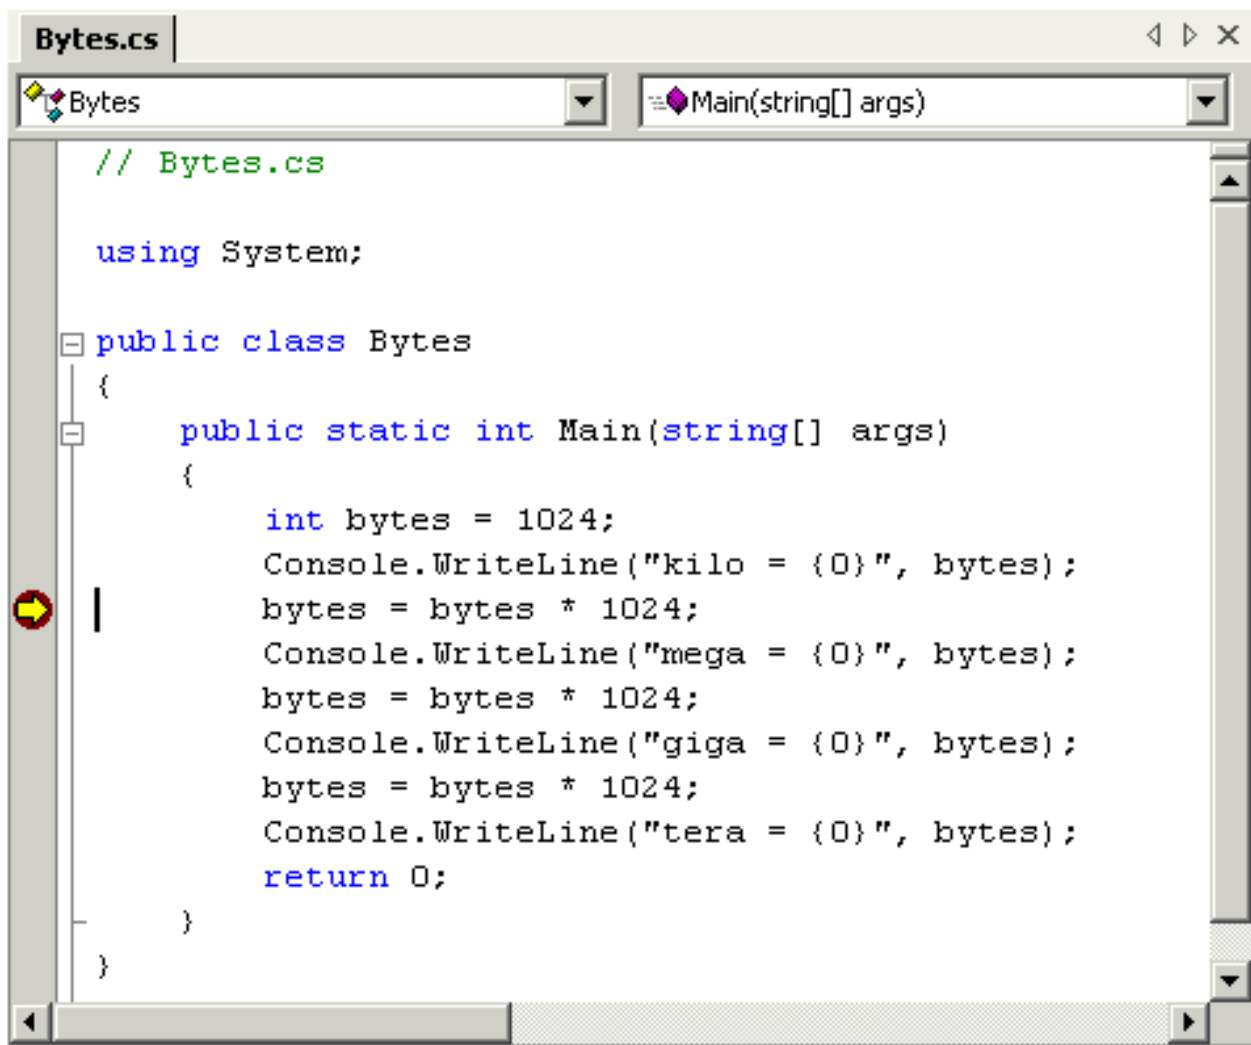 Bytes.cs
Bytes Main(string[] args)
// Bytes.cs
using System;
public class Bytes
{
public static int Main(string[] args)
{
int bytes = 1024;
Console.WriteLine("kilo = {0}", bytes);
bytes = bytes * 1024;
Console.WriteLine("mega = {0}", bytes);
bytes = bytes * 1024;
Console.WriteLine("giga = {0}", bytes);
bytes = bytes * 1024;
Console.WriteLine("tera = {0}", bytes);
return 0;
}
}